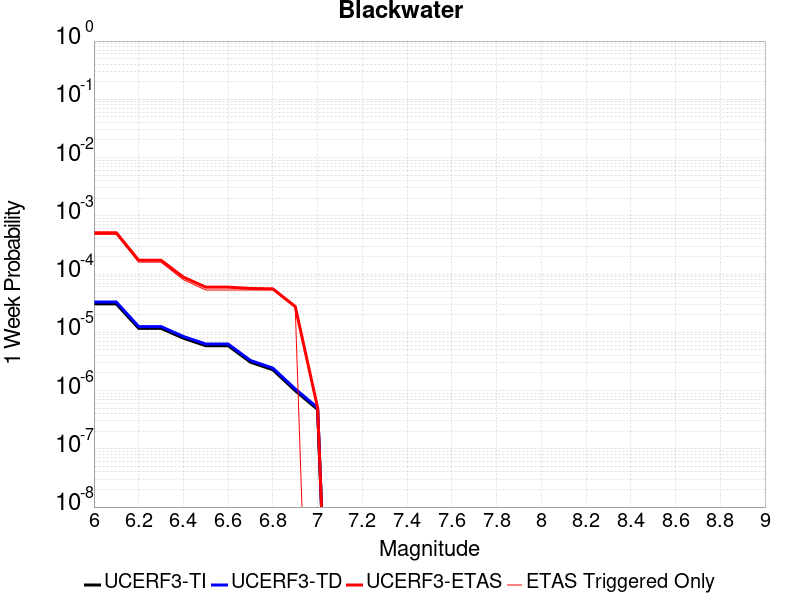 Blackwater
10^0
10^-1
10^-2
10^-3
10^-4
10^-5
10^-6
10^-7
10^-8
1 Week Probability
6 6.2 6.4 6.6 6.8 7 7.2 7.4 7.6 7.8 8 8.2 8.4 8.6 8.8 9
Magnitude
UCERF3-TI UCERF3-TD UCERF3-ETAS ETAS Triggered Only